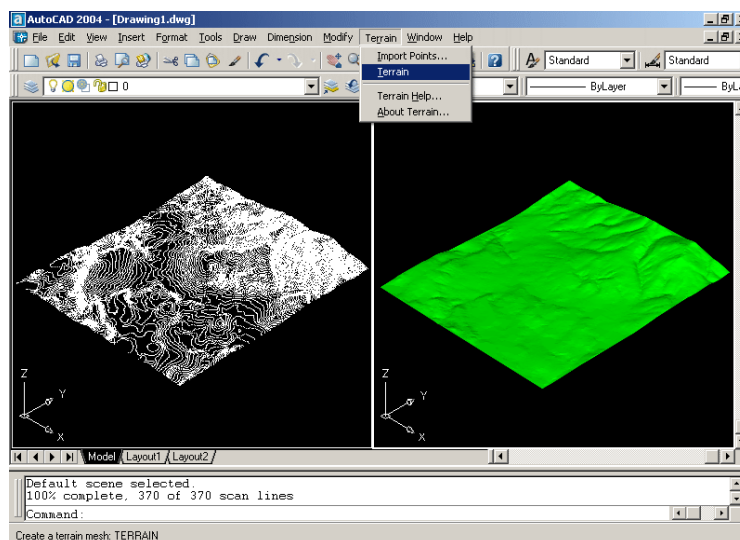 AutoCAD 2004 - [Drawing1.dwg]
File Edit View Insert Format Tools Draw Dimension Modify Terrain Window Help
Import Points...
Terrain
Terrain Help...
About Terrain...
Standard Standard
0 ByLayer
Z
Y
X
Z
Y
X
Model Layout1 Layout2
Default scene selected.
100% complete, 370 of 370 scan lines
Command:
Create a terrain mesh: TERRAIN